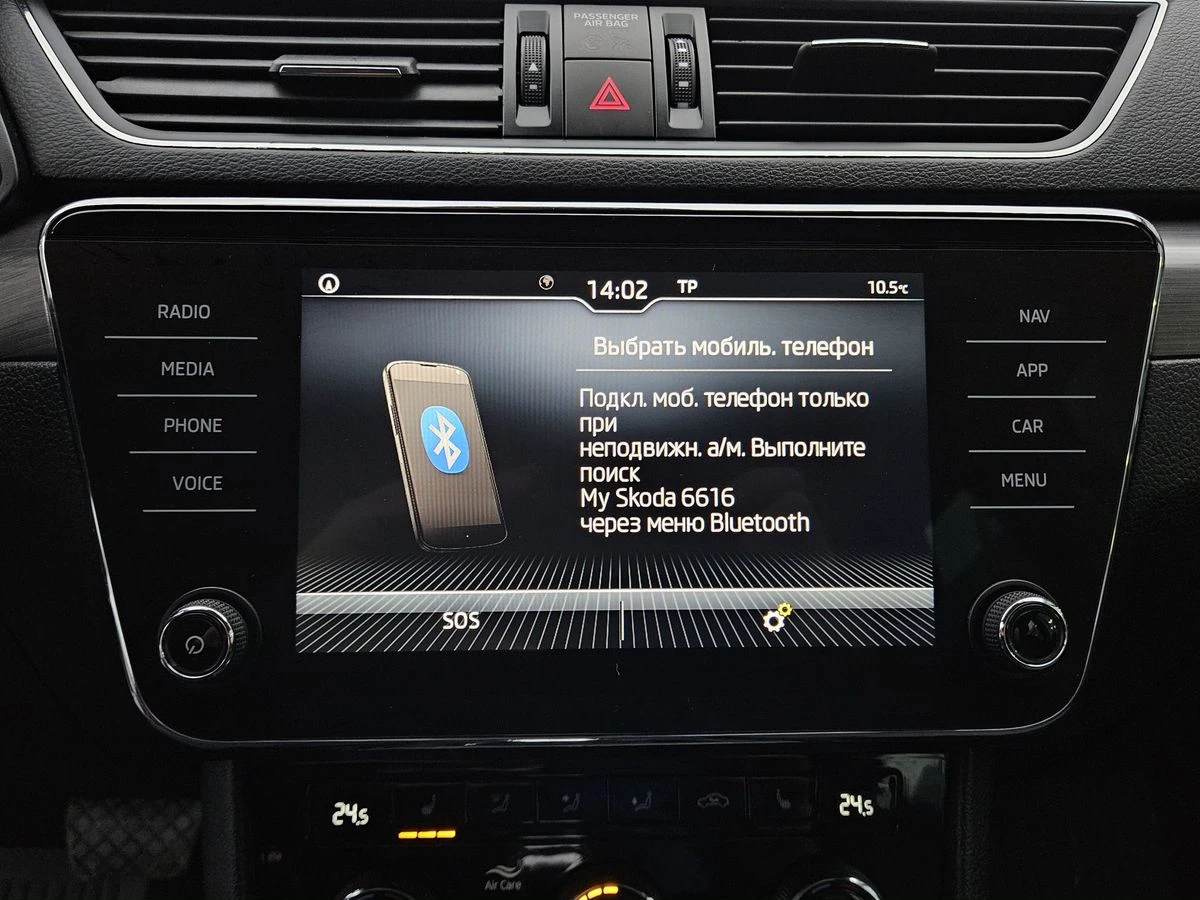 PASSENGER
AIR BAG
14:02
TP
10.5°C
RADIO
MEDIA
PHONE
VOICE
Выбрать мобиль. телефон
Подкл. моб. телефон только
при
неподвижн. а/м. Выполните
поиск
My Skoda 6616
через меню Bluetooth
SOS
NAV
APP
CAR
MENU
24,5
24,5
Air Care